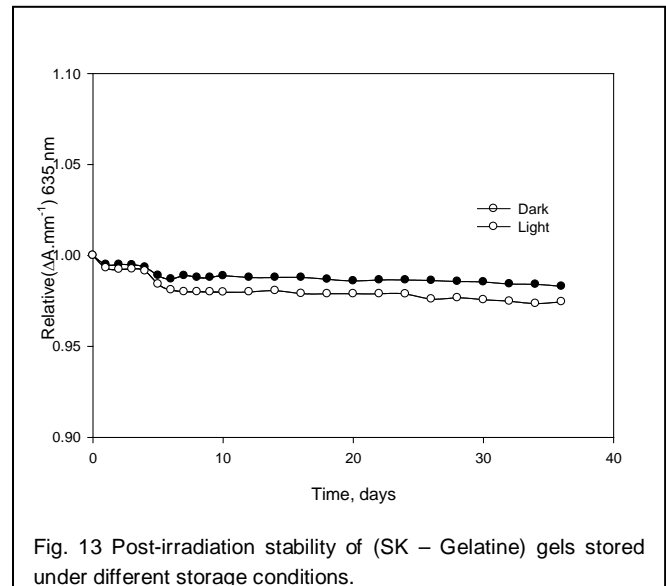 1.10
1.05
1.00
0.95
0.90
Relative(ΔA.mm⁻¹) 635 nm
Dark
Light
0 10 20 30 40
Time, days
Fig. 13 Post-irradiation stability of (SK – Gelatine) gels stored
under different storage conditions.